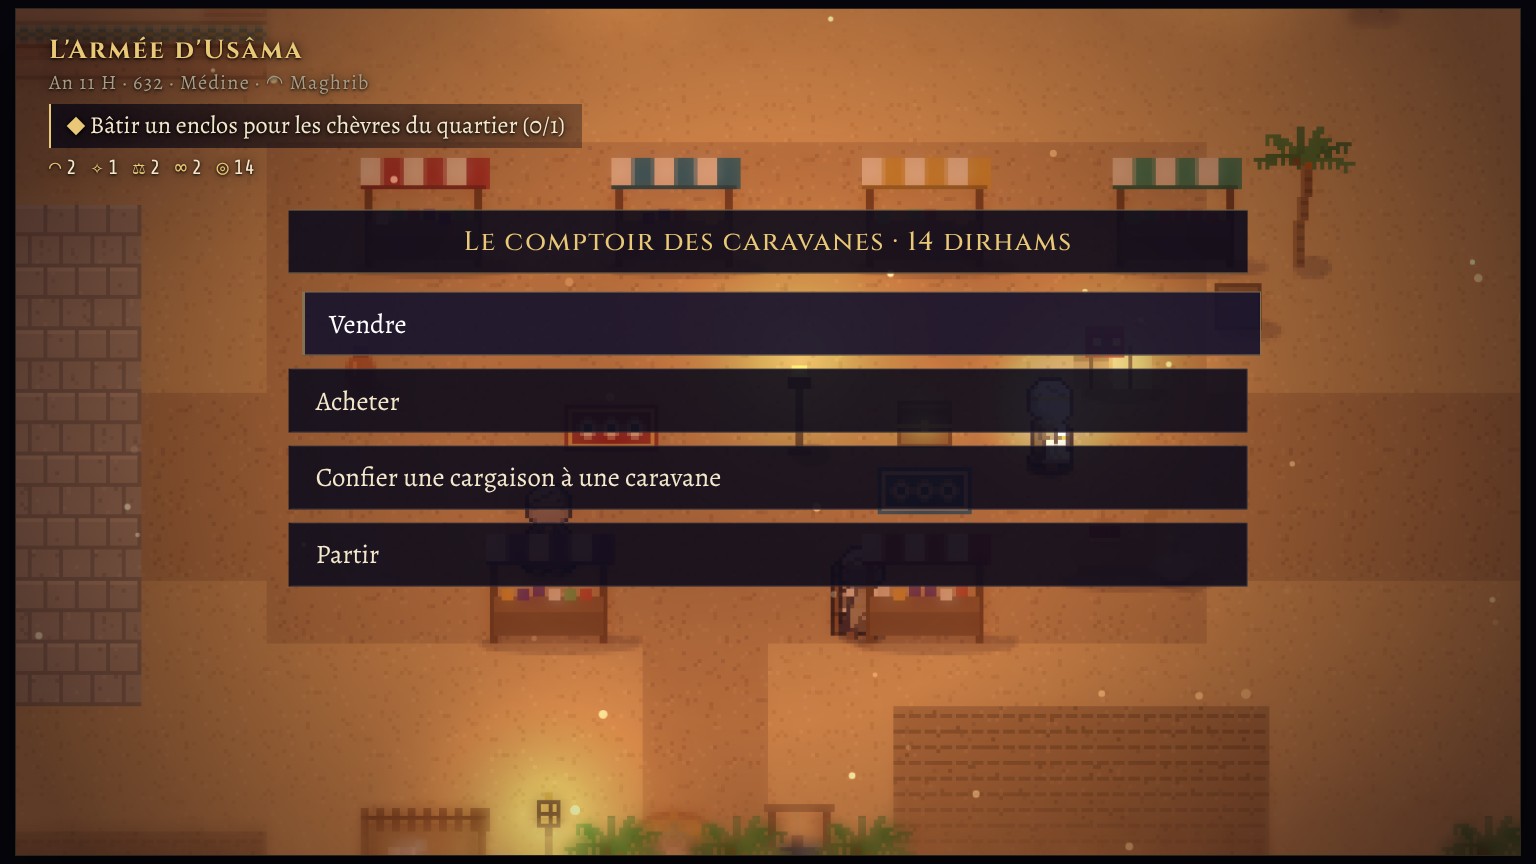 L'Armée d'Usâma
An 11 H · 632 · Médine · Maghrib
◆ Bâtir un enclos pour les chèvres du quartier (0/1)
2 1 2 2 14
Le comptoir des caravanes · 14 dirhams
Vendre
Acheter
Confier une cargaison à une caravane
Partir